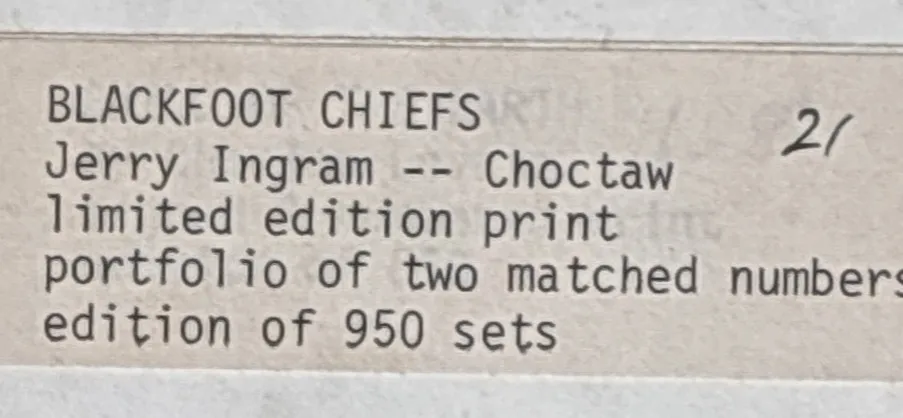 BLACKFOOT CHIEFS
21
Jerry Ingram -- Choctaw
limited edition print
portfolio of two matched numbers
edition of 950 sets